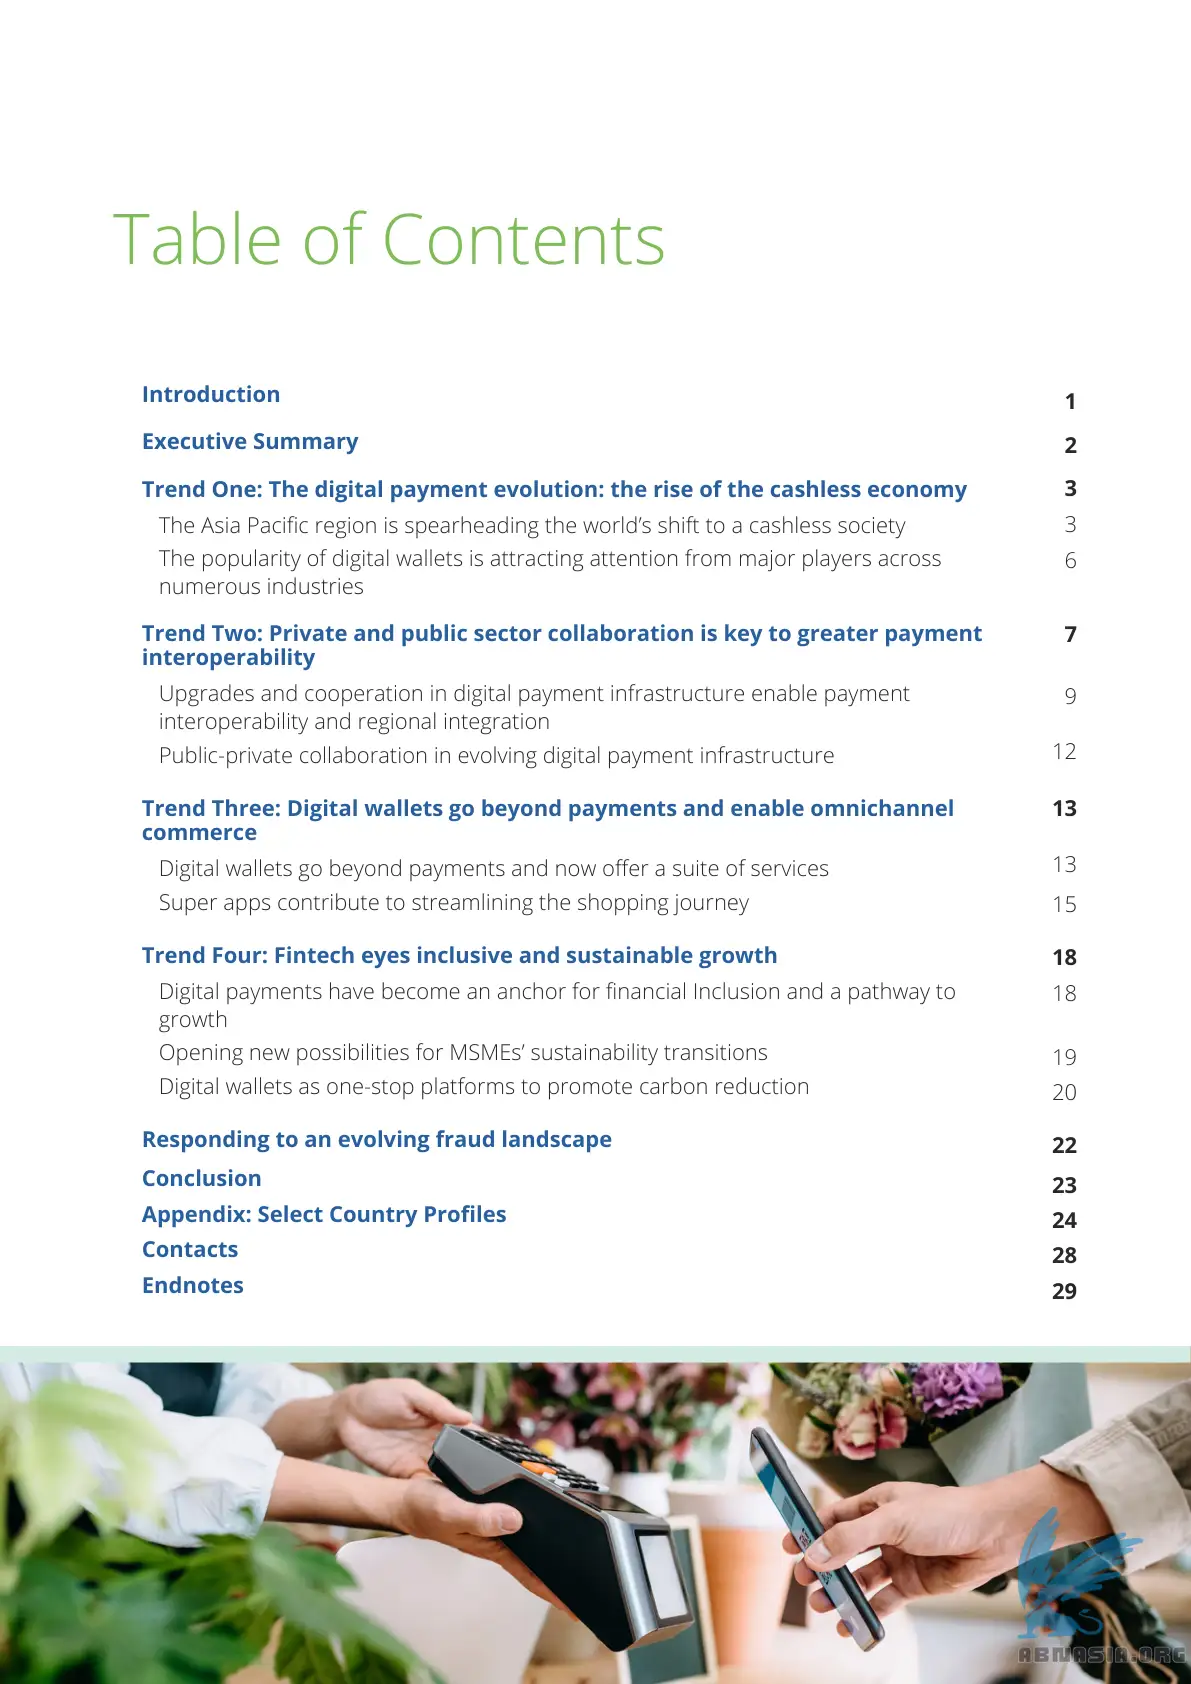 Table of Contents
Introduction 1
Executive Summary 2
Trend One: The digital payment evolution: the rise of the cashless economy 3
The Asia Pacific region is spearheading the world’s shift to a cashless society 3
The popularity of digital wallets is attracting attention from major players across 6
numerous industries
Trend Two: Private and public sector collaboration is key to greater payment 7
interoperability
Upgrades and cooperation in digital payment infrastructure enable payment 9
interoperability and regional integration
Public-private collaboration in evolving digital payment infrastructure 12
Trend Three: Digital wallets go beyond payments and enable omnichannel 13
commerce
Digital wallets go beyond payments and now offer a suite of services 13
Super apps contribute to streamlining the shopping journey 15
Trend Four: Fintech eyes inclusive and sustainable growth 18
Digital payments have become an anchor for financial Inclusion and a pathway to 18
growth
Opening new possibilities for MSMEs’ sustainability transitions 19
Digital wallets as one-stop platforms to promote carbon reduction 20
Responding to an evolving fraud landscape 22
Conclusion 23
Appendix: Select Country Profiles 24
Contacts 28
Endnotes 29
ABNASIA.ORG